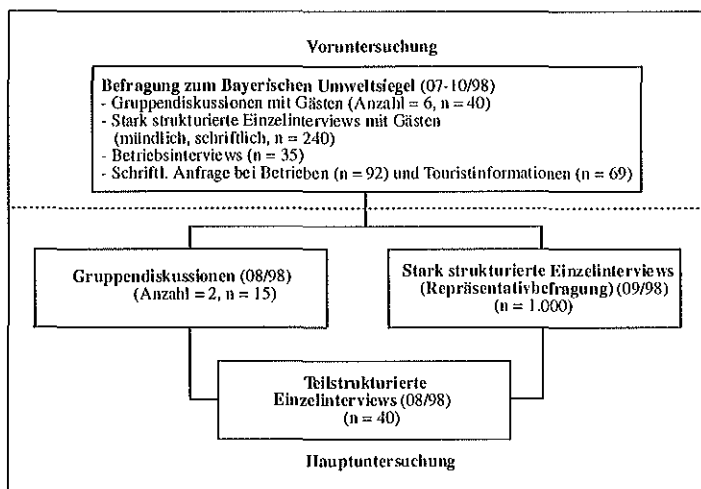 Voruntersuchung
Befragung zum Bayerischen Umweltsiegel (07-10/98)
- Gruppendiskussionen mit Gästen (Anzahl = 6, n = 40)
- Stark strukturierte Einzelinterviews mit Gästen
(mündlich, schriftlich, n = 240)
- Betriebsinterviews (n = 35)
- Schriftl. Anfrage bei Betrieben (n = 92) und Touristinformationen (n = 69)
Gruppendiskussionen (08/98)
(Anzahl = 2, n = 15)
Stark strukturierte Einzelinterviews
(Repräsentativbefragung) (09/98)
(n = 1.000)
Teilstrukturierte
Einzelinterviews (08/98)
(n = 40)
Hauptuntersuchung